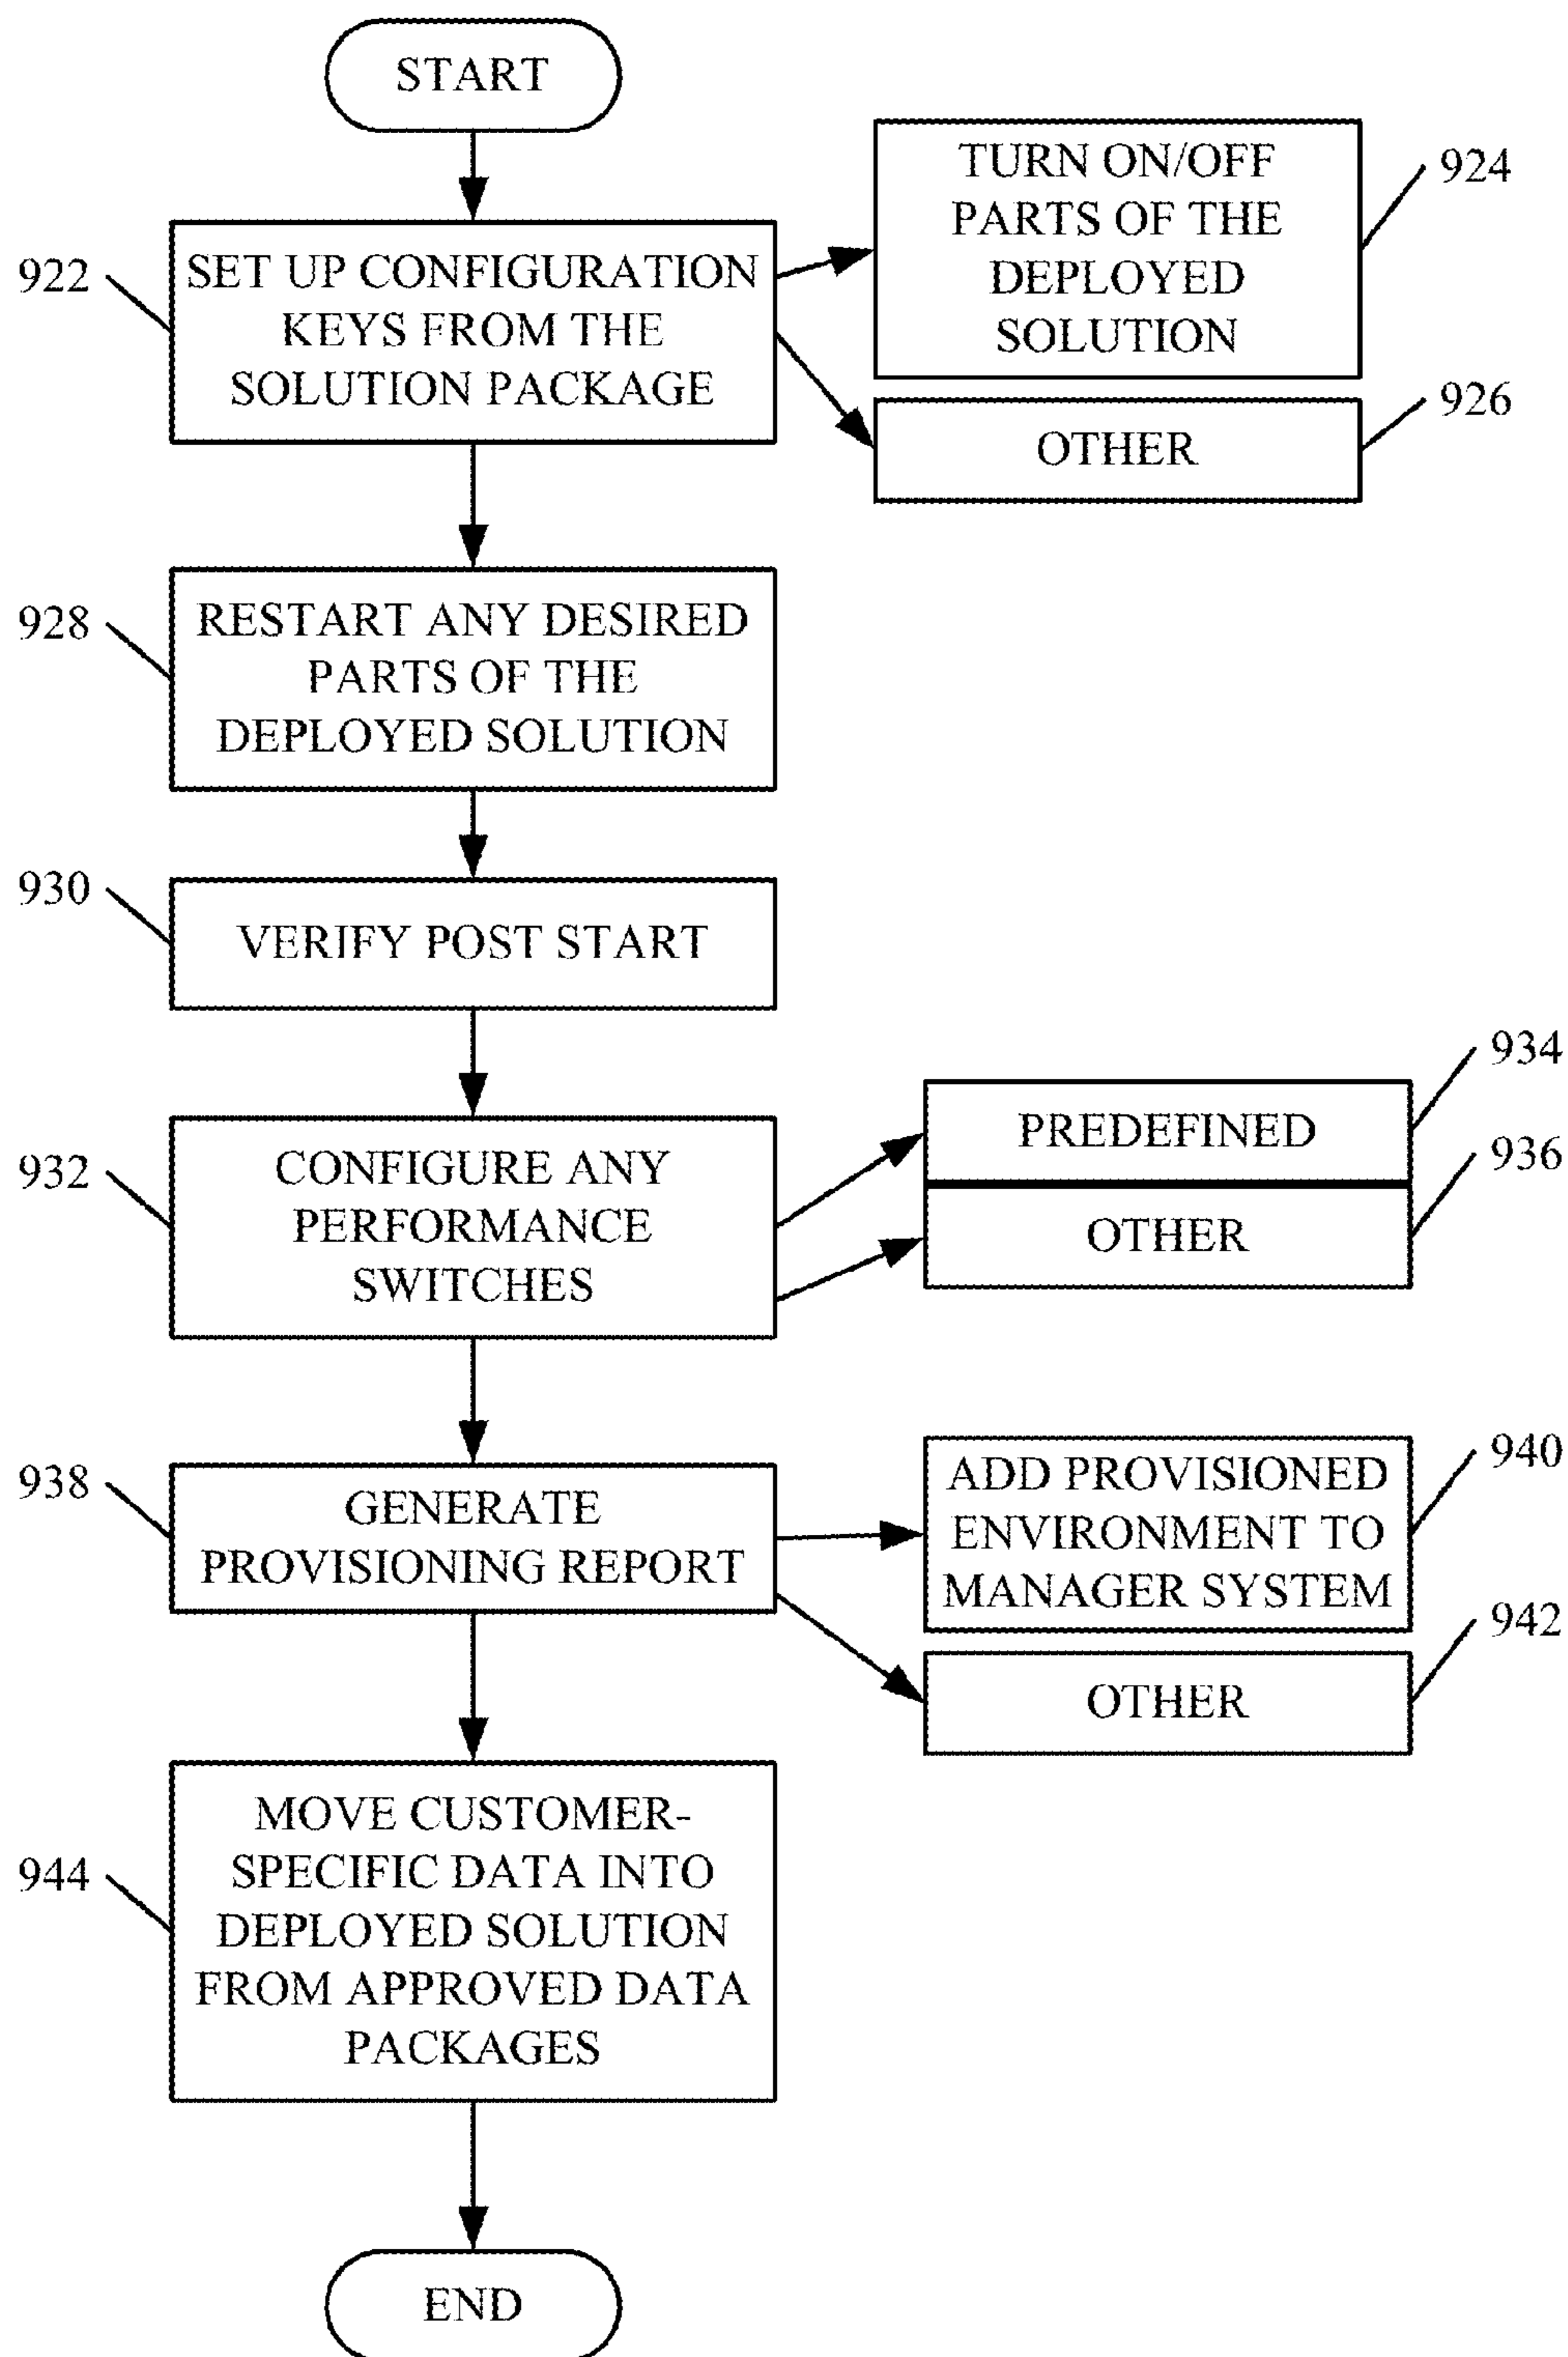 START
922
SET UP CONFIGURATION
KEYS FROM THE
SOLUTION PACKAGE
TURN ON/OFF
PARTS OF THE
DEPLOYED
SOLUTION
924
OTHER
926
928
RESTART ANY DESIRED
PARTS OF THE
DEPLOYED SOLUTION
930
VERIFY POST START
932
CONFIGURE ANY
PERFORMANCE
SWITCHES
PREDEFINED
934
OTHER
936
938
GENERATE
PROVISIONING REPORT
ADD PROVISIONED
ENVIRONMENT TO
MANAGER SYSTEM
940
OTHER
942
944
MOVE CUSTOMER-
SPECIFIC DATA INTO
DEPLOYED SOLUTION
FROM APPROVED DATA
PACKAGES
END